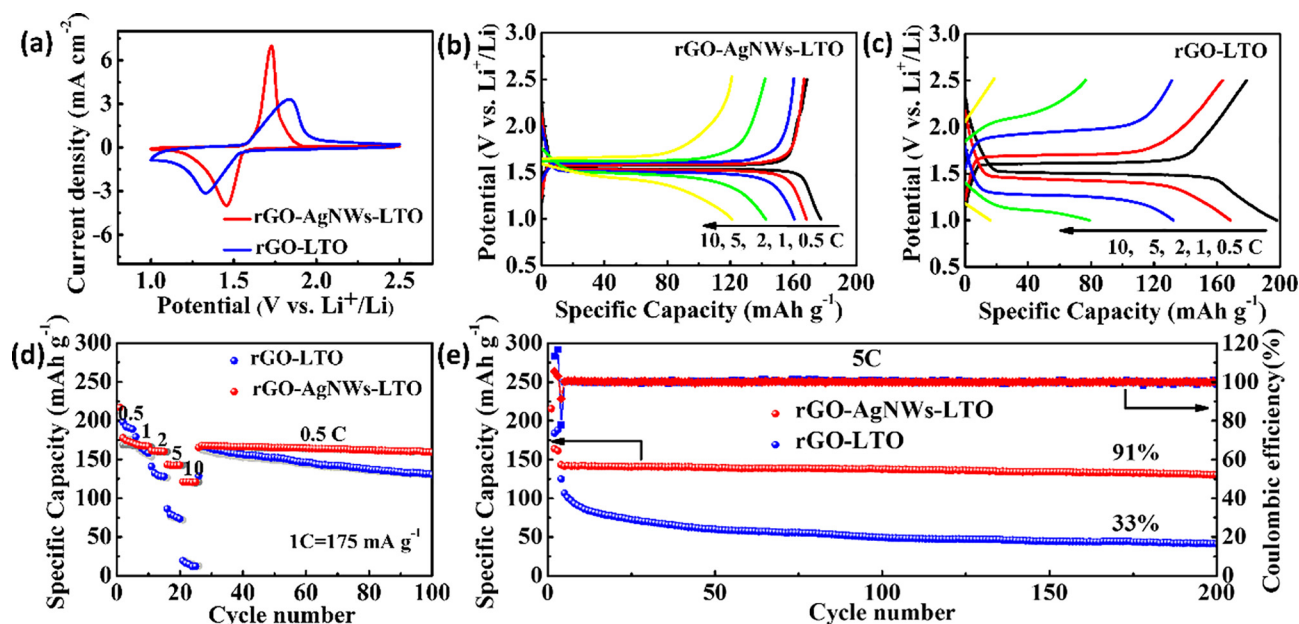 (a)
Current density (mA cm⁻²)
6
3
0
-3
-6
rGO-AgNWs-LTO
rGO-LTO
1.0 1.5 2.0 2.5
Potential (V vs. Li⁺/Li)
(b)
Potential (V vs. Li⁺/Li)
3.0
2.5
2.0
1.5
1.0
0.5
rGO-AgNWs-LTO
10, 5, 2, 1, 0.5 C
0 40 80 120 160 200
Specific Capacity (mAh g⁻¹)
(c)
Potential (V vs. Li⁺/Li)
3.0
2.5
2.0
1.5
1.0
0.5
rGO-LTO
10, 5, 2, 1, 0.5 C
0 40 80 120 160 200
Specific Capacity (mAh g⁻¹)
(d)
Specific Capacity (mAh g⁻¹)
300
250
200
150
100
50
0
rGO-LTO
rGO-AgNWs-LTO
0.5
1
2
5
10
0.5 C
1C=175 mA g⁻¹
0 20 40 60 80 100
Cycle number
(e)
Specific Capacity (mAh g⁻¹)
300
250
200
150
100
50
0
5C
rGO-AgNWs-LTO
rGO-LTO
91%
33%
0 50 100 150 200
Cycle number
120
100
80
60
40
20
0
Coulombic efficiency(%)